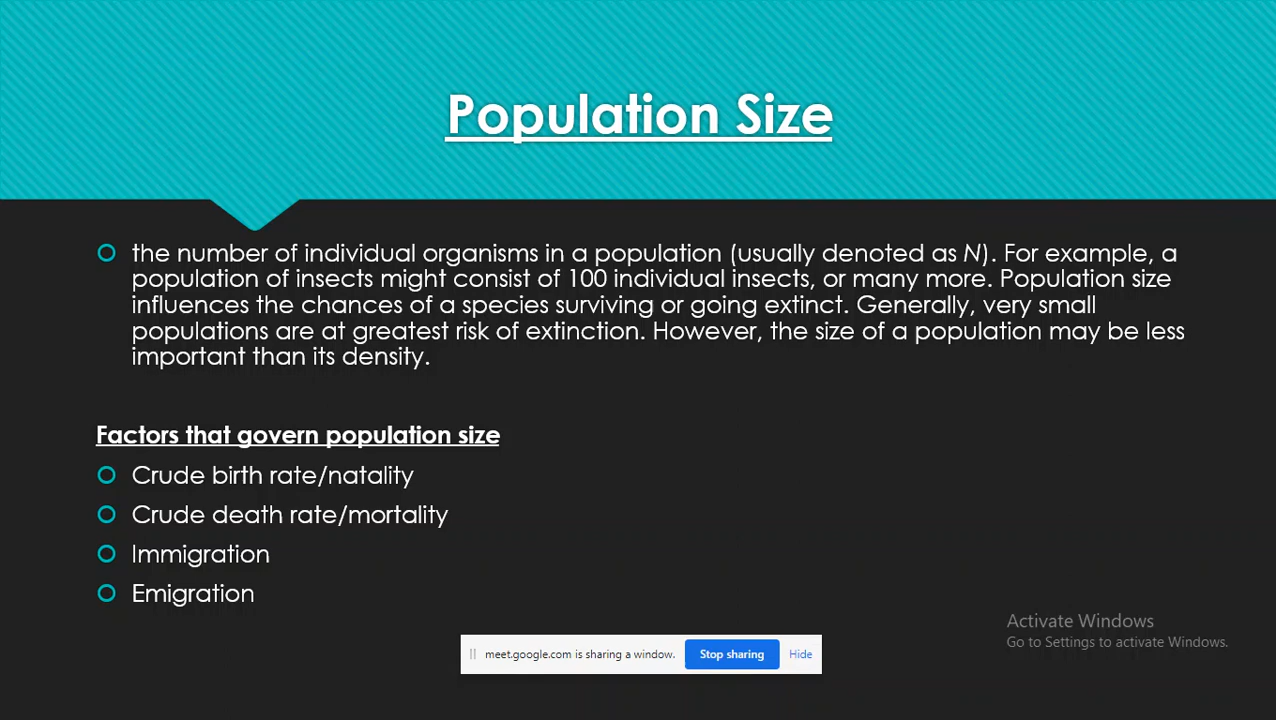 Population Size
the number of individual organisms in a population (usually denoted as N). For example, a
population of insects might consist of 100 individual insects, or many more. Population size
influences the chances of a species surviving or going extinct. Generally, very small
populations are at greatest risk of extinction. However, the size of a population may be less
important than its density.
Factors that govern population size
Crude birth rate/natality
Crude death rate/mortality
Immigration
Emigration
Activate Windows
Go to Settings to activate Windows.
meet.google.com is sharing a window. Stop sharing Hide